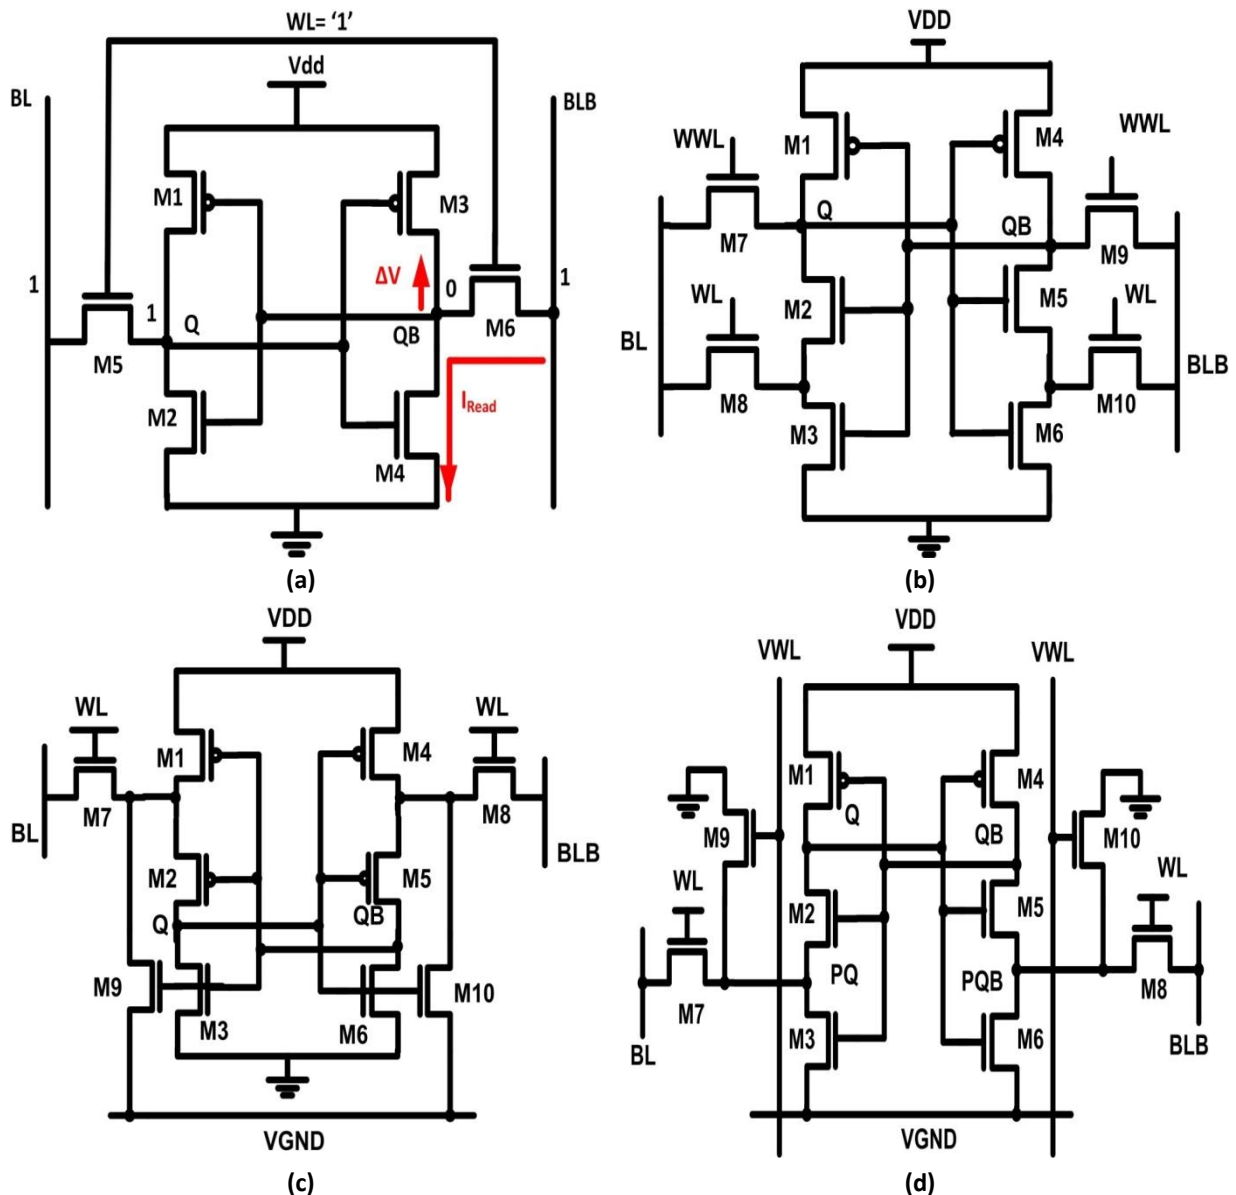 WL= ‘1’
Vdd
BL
BLB
M1
M3
ΔV
1
1
Q
0
1
QB
M6
M5
M2
I Read
M4
(a)
VDD
WWL
M1
M4
WWL
Q
QB
M7
M9
WL
M2
M5
WL
BL
BLB
M8
M10
M3
M6
(b)
VDD
WL
WL
M1
M4
M7
M8
BL
BLB
M2
M5
Q
QB
M9
M10
M3
M6
VGND
(c)
VDD
VWL
VWL
M1
M4
Q
QB
M9
M10
WL
WL
M2
M5
PQ
PQB
M7
M8
M3
M6
BL
BLB
VGND
(d)